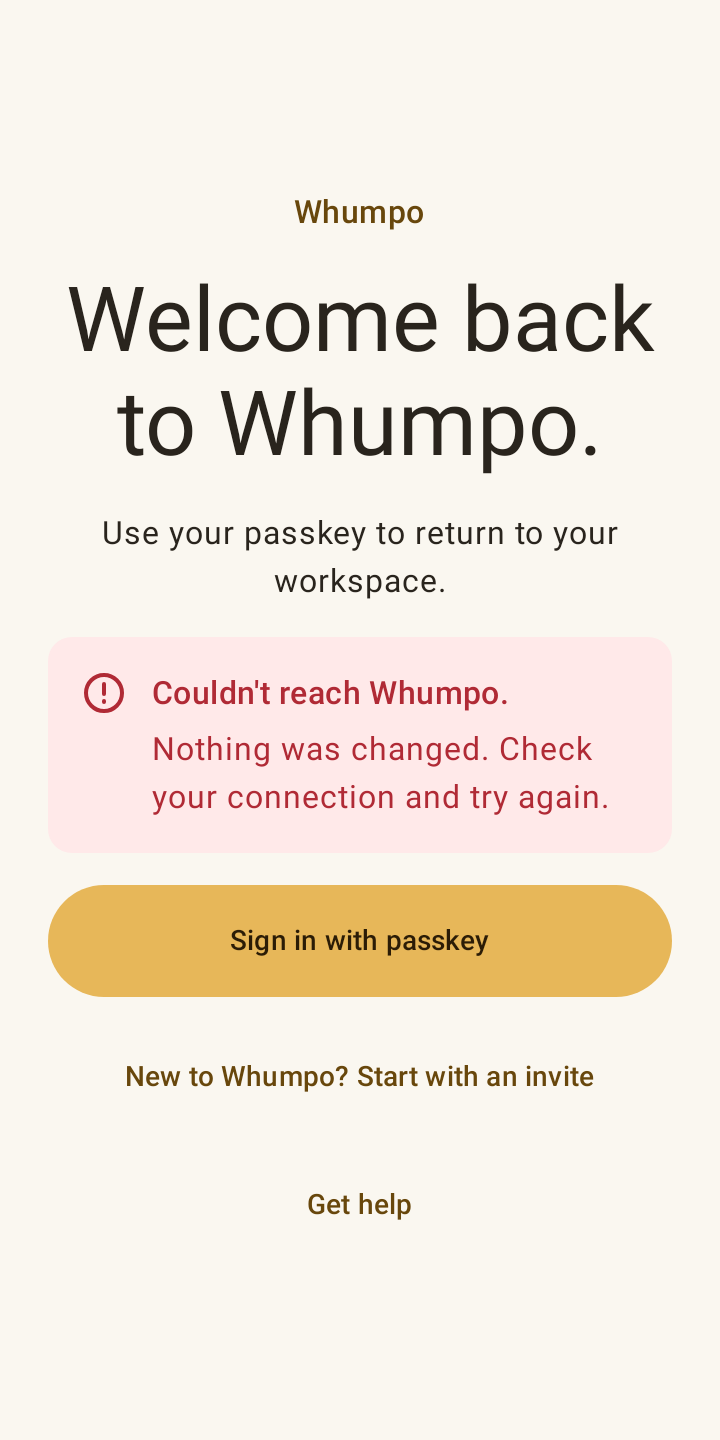 Whumpo
Welcome back
to Whumpo.
Use your passkey to return to your
workspace.
Couldn't reach Whumpo.
Nothing was changed. Check
your connection and try again.
Sign in with passkey
New to Whumpo? Start with an invite
Get help